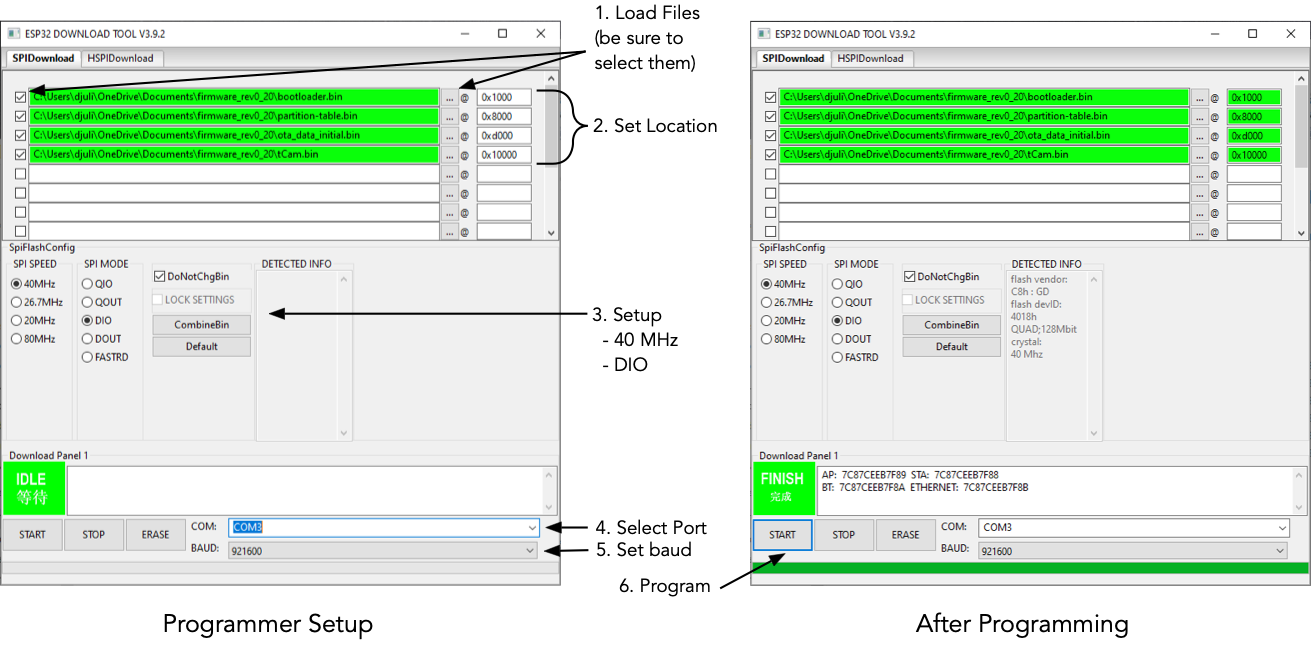 1. Load Files
(be sure to
select them)
ESP32 DOWNLOAD TOOL V3.9.2
SPIDownload HSPIDownload
C:\Users\djuli\OneDrive\Documents\firmware_rev0_20\bootloader.bin ... @ 0x1000
C:\Users\djuli\OneDrive\Documents\firmware_rev0_20\partition-table.bin ... @ 0x8000
C:\Users\djuli\OneDrive\Documents\firmware_rev0_20\ota_data_initial.bin ... @ 0xd000
C:\Users\djuli\OneDrive\Documents\firmware_rev0_20\tCam.bin ... @ 0x10000
... @
... @
... @
... @
2. Set Location
SpiFlashConfig
SPI SPEED
40MHz
26.7MHz
20MHz
80MHz
SPI MODE
QIO
QOUT
DIO
DOUT
FASTRD
DoNotChgBin
LOCK SETTINGS
CombineBin
Default
DETECTED INFO
3. Setup
- 40 MHz
- DIO
Download Panel 1
IDLE
等待
START STOP ERASE
COM: COM3
BAUD: 921600
4. Select Port
5. Set baud
6. Program
Programmer Setup
ESP32 DOWNLOAD TOOL V3.9.2
SPIDownload HSPIDownload
C:\Users\djuli\OneDrive\Documents\firmware_rev0_20\bootloader.bin ... @ 0x1000
C:\Users\djuli\OneDrive\Documents\firmware_rev0_20\partition-table.bin ... @ 0x8000
C:\Users\djuli\OneDrive\Documents\firmware_rev0_20\ota_data_initial.bin ... @ 0xd000
C:\Users\djuli\OneDrive\Documents\firmware_rev0_20\tCam.bin ... @ 0x10000
... @
... @
... @
... @
SpiFlashConfig
SPI SPEED
40MHz
26.7MHz
20MHz
80MHz
SPI MODE
QIO
QOUT
DIO
DOUT
FASTRD
DoNotChgBin
LOCK SETTINGS
CombineBin
Default
DETECTED INFO
flash vendor:
C8h : GD
flash devID:
4018h
QUAD;128Mbit
crystal:
40 Mhz
Download Panel 1
FINISH
完成
AP: 7C87CEEB7F89 STA: 7C87CEEB7F88
BT: 7C87CEEB7F8A ETHERNET: 7C87CEEB7F8B
START STOP ERASE
COM: COM3
BAUD: 921600
After Programming